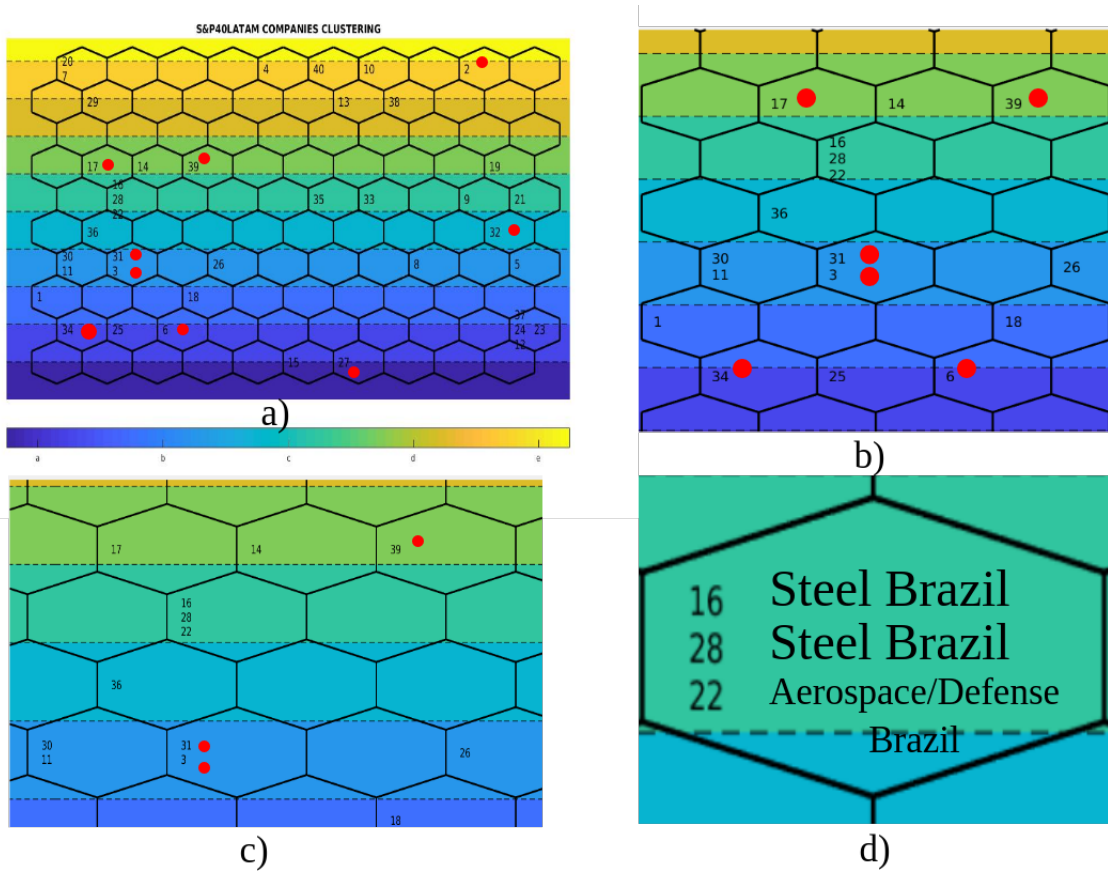 S&P40LATAM COMPANIES CLUSTERING
20
7
4 40 10 2
29 13 38
17 14 39 19
16
28 35 33 9 21
22
36 32
30 31 26 8 5
11 3
1 18
37
34 25 6 24 23
12
15 27
a)
a b c d e
17 14 39
16
28
22
36
30 31 26
11 3
1 18
34 25 6
b)
17 14 39
16
28
22
36
30 31 26
11 3
18
c)
16 Steel Brazil
28 Steel Brazil
22 Aerospace/Defense
Brazil
d)